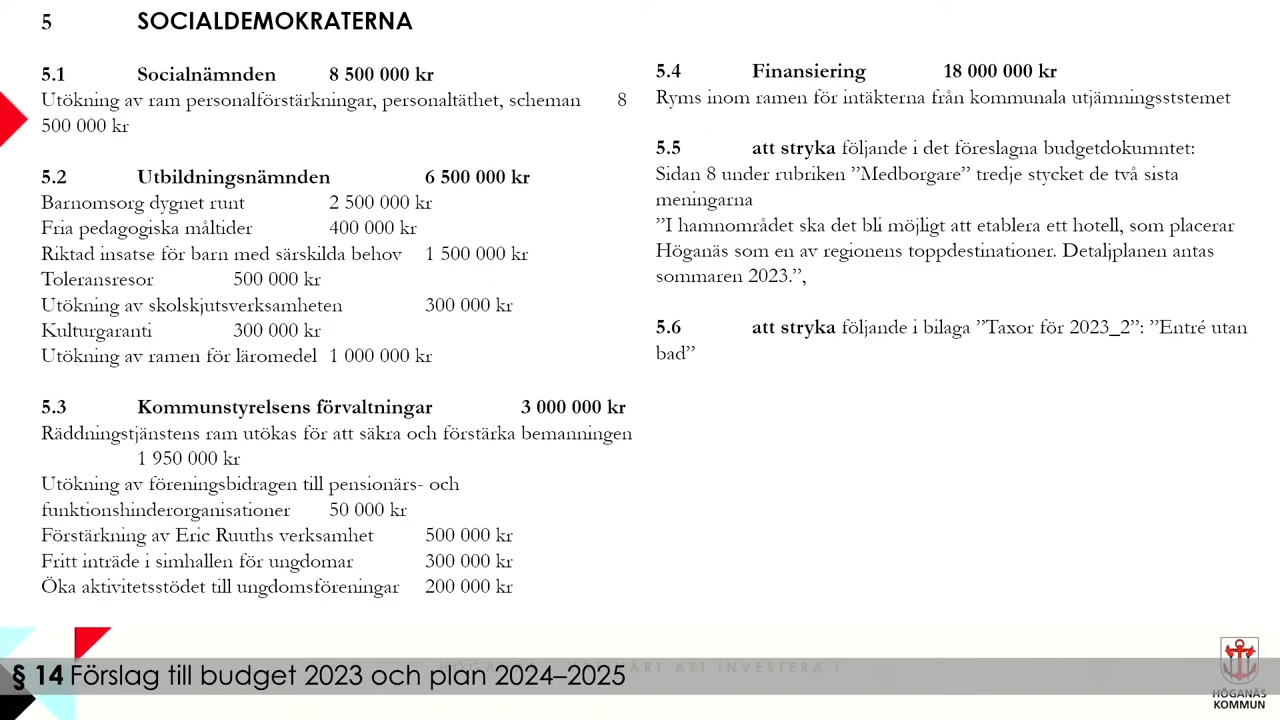 5 SOCIALDEMOKRATERNA
5.1 Socialnämnden 8 500 000 kr
Utökning av ram personalförstärkningar, personaltäthet, scheman 8
500 000 kr
5.2 Utbildningsnämnden 6 500 000 kr
Barnomsorg dygnet runt 2 500 000 kr
Fria pedagogiska måltider 400 000 kr
Riktad insatse för barn med särskilda behov 1 500 000 kr
Toleransresor 500 000 kr
Utökning av skolskjutsverksamheten 300 000 kr
Kulturgaranti 300 000 kr
Utökning av ramen för läromedel 1 000 000 kr
5.3 Kommunstyrelsens förvaltningar 3 000 000 kr
Räddningstjänstens ram utökas för att säkra och förstärka bemanningen
1 950 000 kr
Utökning av föreningsbidragen till pensionärs- och
funktionshinderorganisationer 50 000 kr
Förstärkning av Eric Ruuths verksamhet 500 000 kr
Fritt inträde i simhallen för ungdomar 300 000 kr
Öka aktivitetsstödet till ungdomsföreningar 200 000 kr
5.4 Finansiering 18 000 000 kr
Ryms inom ramen för intäkterna från kommunala utjämningsststemet
5.5 att stryka följande i det föreslagna budgetdokumntet:
Sidan 8 under rubriken ”Medborgare” tredje stycket de två sista
meningarna
”I hamnområdet ska det bli möjligt att etablera ett hotell, som placerar
Höganäs som en av regionens toppdestinationer. Detaljplanen antas
sommaren 2023.”,
5.6 att stryka följande i bilaga ”Taxor för 2023_2”: ”Entré utan
bad”
ART ATT INVESTERA I
§ 14 Förslag till budget 2023 och plan 2024–2025
HÖGANÄS
KOMMUN